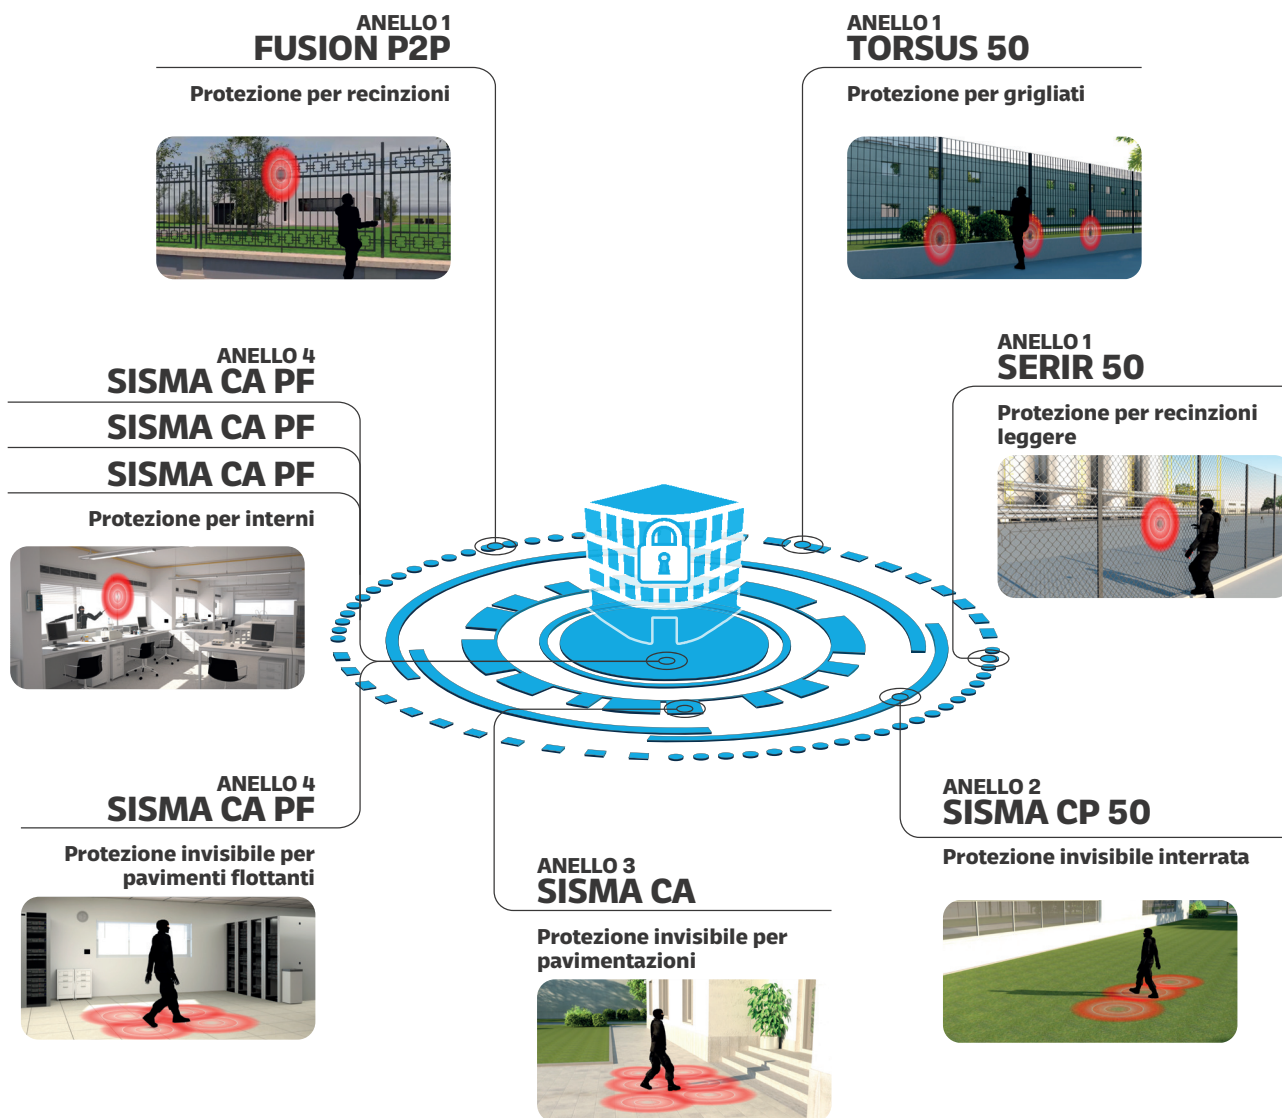 ANELLO 1
FUSION P2P
Protezione per recinzioni
ANELLO 1
TORSUS 50
Protezione per grigliati
ANELLO 4
SISMA CA PF
SISMA CA PF
SISMA CA PF
Protezione per interni
ANELLO 1
SERIR 50
Protezione per recinzioni
leggere
ANELLO 4
SISMA CA PF
Protezione invisibile per
pavimenti flottanti
ANELLO 3
SISMA CA
Protezione invisibile per
pavimentazioni
ANELLO 2
SISMA CP 50
Protezione invisibile interrata